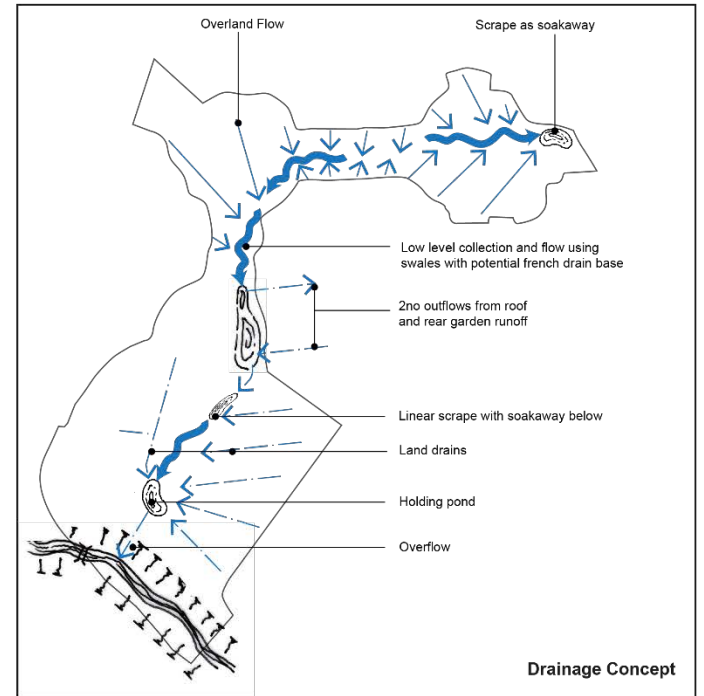 Overland Flow
Scrape as soakaway
Low level collection and flow using
swales with potential french drain base
2no outflows from roof
and rear garden runoff
Linear scrape with soakaway below
Land drains
Holding pond
Overflow
Drainage Concept